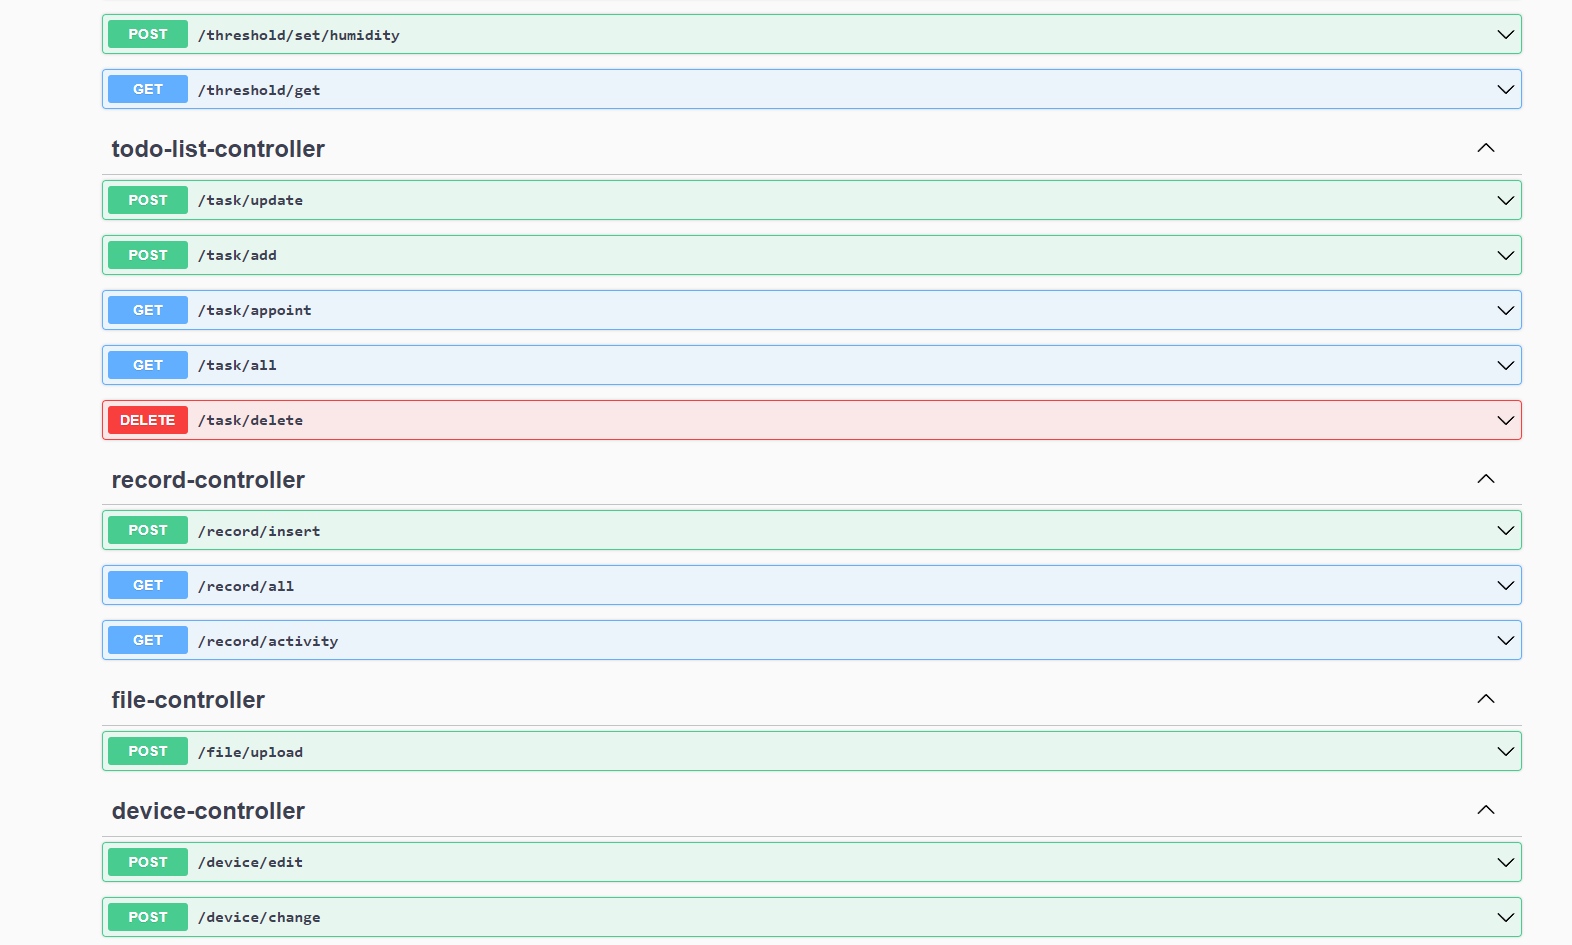 POST /threshold/set/humidity
GET /threshold/get
todo-list-controller
POST /task/update
POST /task/add
GET /task/appoint
GET /task/all
DELETE /task/delete
record-controller
POST /record/insert
GET /record/all
GET /record/activity
file-controller
POST /file/upload
device-controller
POST /device/edit
POST /device/change